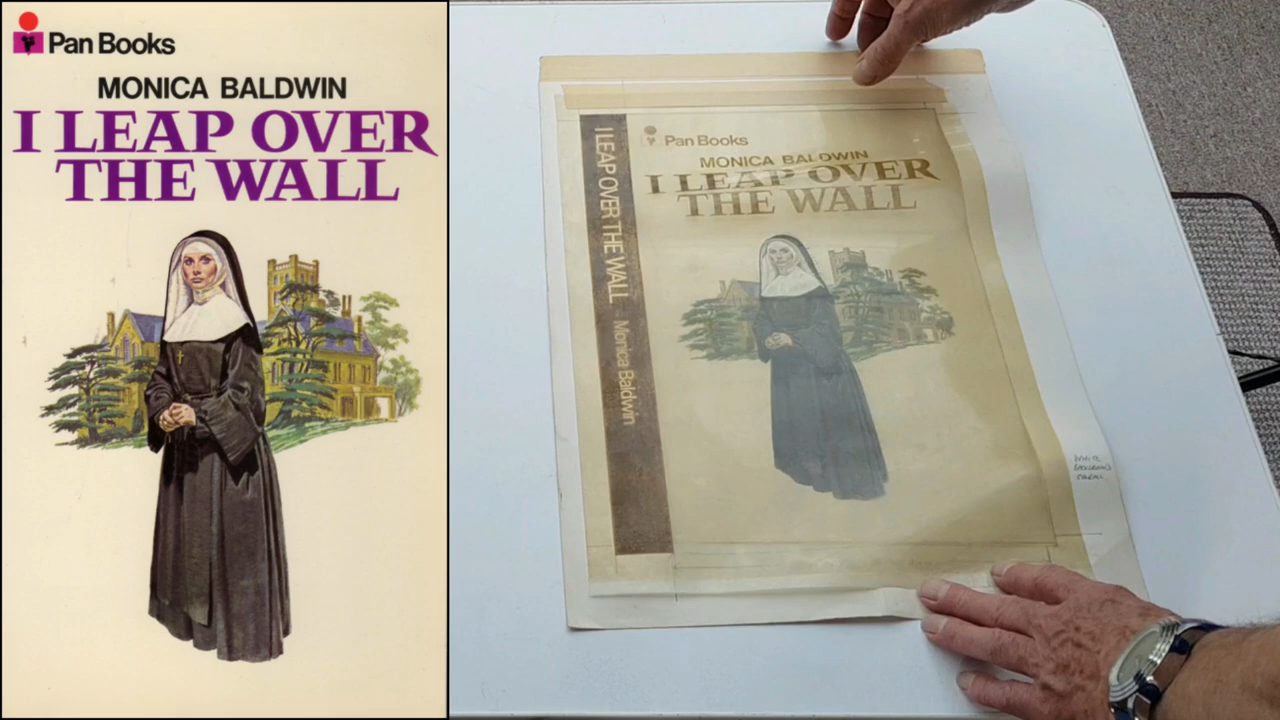 Pan Books
MONICA BALDWIN
I LEAP OVER
THE WALL
I LEAP OVER THE WALL Monica Baldwin
Pan Books
MONICA BALDWIN
I LEAP OVER
THE WALL
WHITE